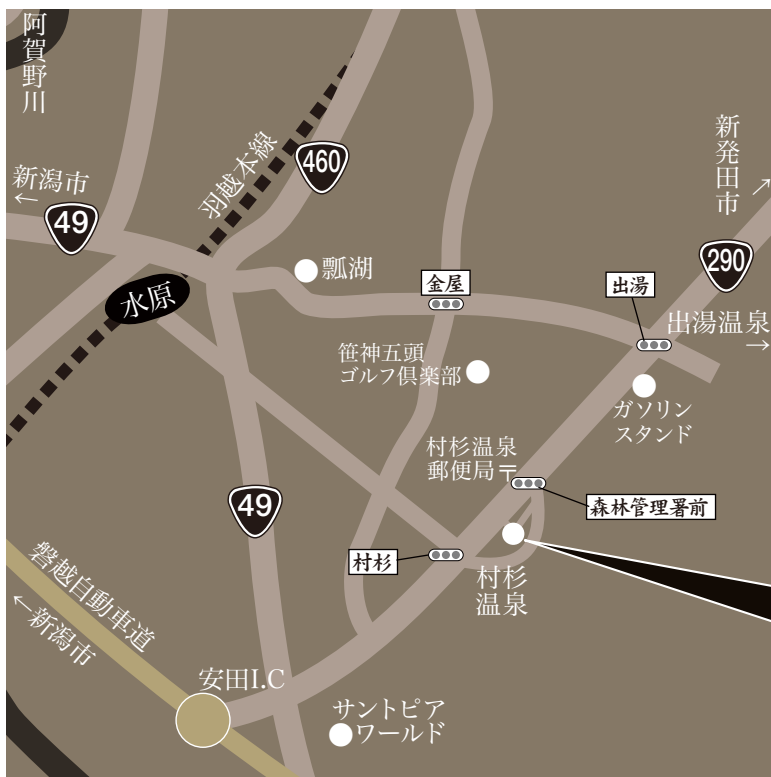 阿賀野川
新潟市
←
49
羽越本線
460
新発田市
↗
290
水原
瓢湖
金屋
出湯
出湯温泉
→
笹神五頭
ゴルフ倶楽部
ガソリン
スタンド
村杉温泉
郵便局〒
49
森林管理署前
村杉
村杉
温泉
磐越自動車道
←新潟市
安田I.C
サントピア
ワールド